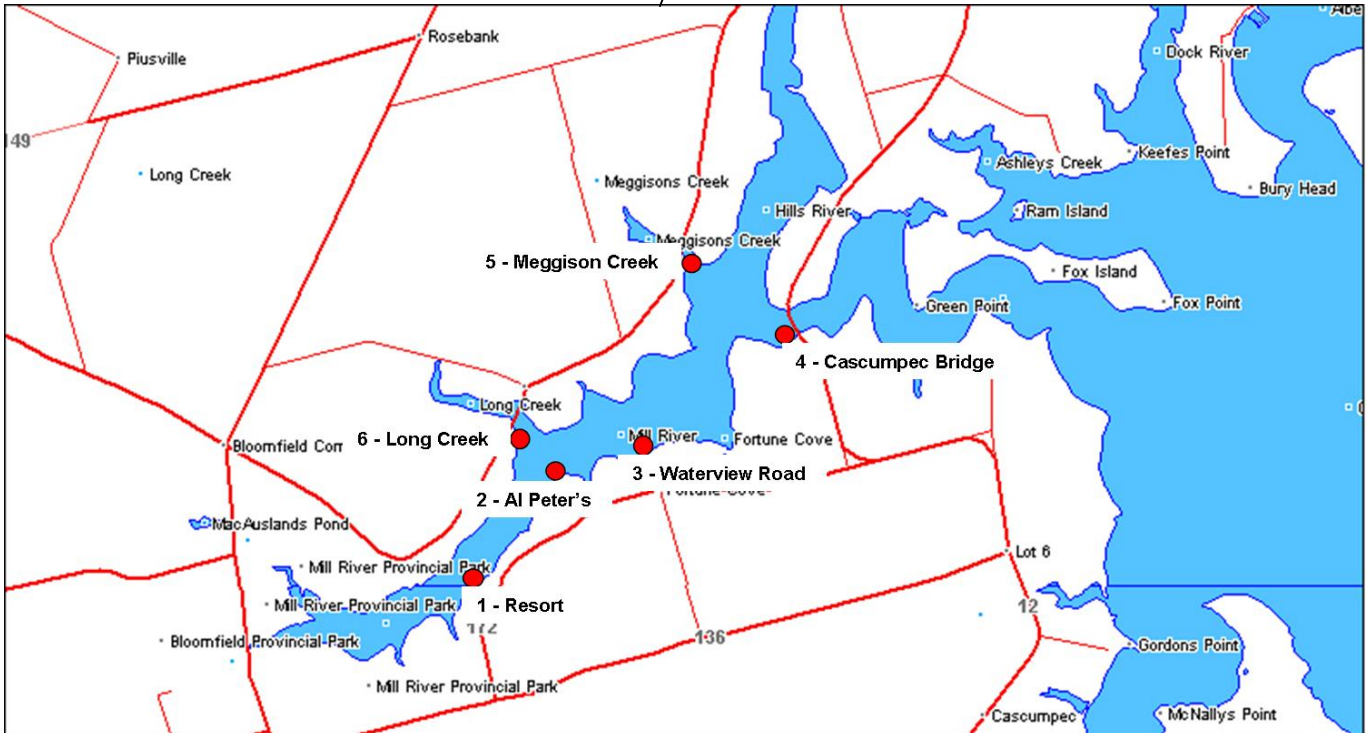 Albe
Rosebank
Piusville
Dock River
149
Long Creek
Meggisons Creek
Ashleys Creek
Keefes Point
Bury Head
Hills River
Ram Island
Meggisons Creek
5 - Meggison Creek
Fox Island
Green Point
Fox Point
4 - Cascumpec Bridge
Long Creek
6 - Long Creek
Mill River
Fortune Cove
Bloomfield Corr
3 - Waterview Road
Fortune Cove
2 - Al Peter's
MacAuslands Pond
Lot 6
Mill River Provincial Park
1 - Resort
Mill River Provincial Park
12
172
136
Bloomfield Provincial Park
Gordons Point
Mill River Provincial Park
Cascumpec
McNallys Point